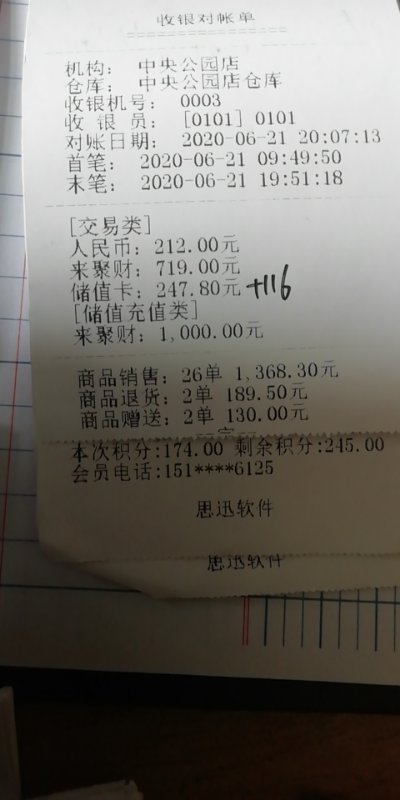 收银对帐单
====================
机构： 中央公园店
仓库： 中央公园店仓库
收银机号： 0003
收 银 员： [0101] 0101
对账日期： 2020-06-21 20:07:13
首笔： 2020-06-21 09:49:50
末笔： 2020-06-21 19:51:18
[交易类]
人民币：212.00元
来聚财：719.00元
储值卡：247.80元 +116
[储值充值类]
来聚财：1,000.00元
商品销售：26单 1,368.30元
商品退货：2单 189.50元
商品赠送：2单 130.00元
本次积分:174.00 剩余积分:245.00
会员电话:151****6125
思迅软件
思迅软件